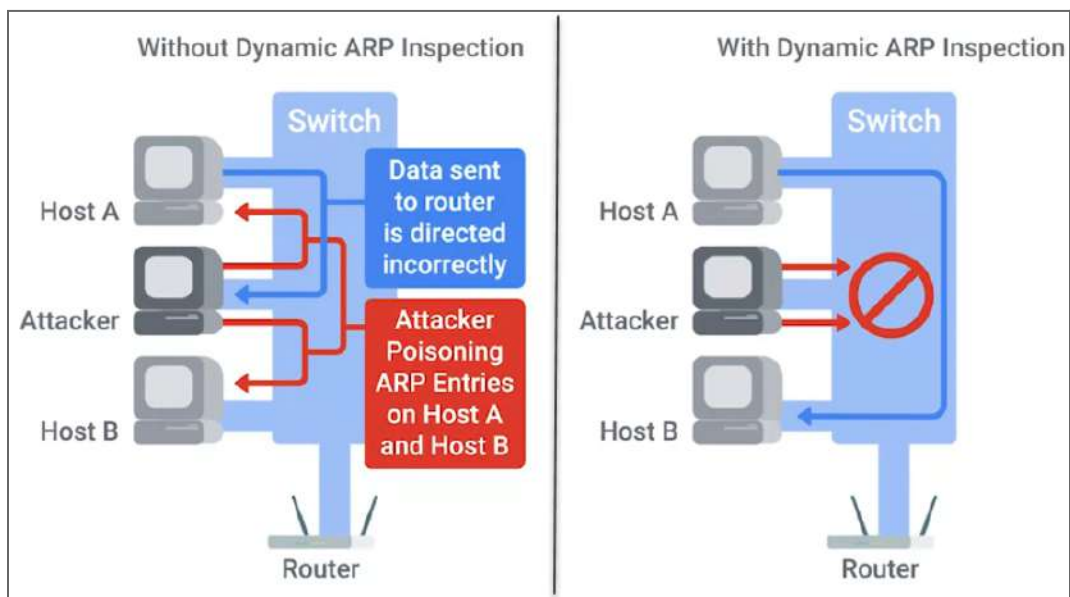 Without Dynamic ARP Inspection
Switch
Data sent
to router
is directed
incorrectly
Host A
Attacker
Attacker
Poisoning
ARP Entries
on Host A
and Host B
Host B
Router
With Dynamic ARP Inspection
Switch
Host A
Attacker
Host B
Router